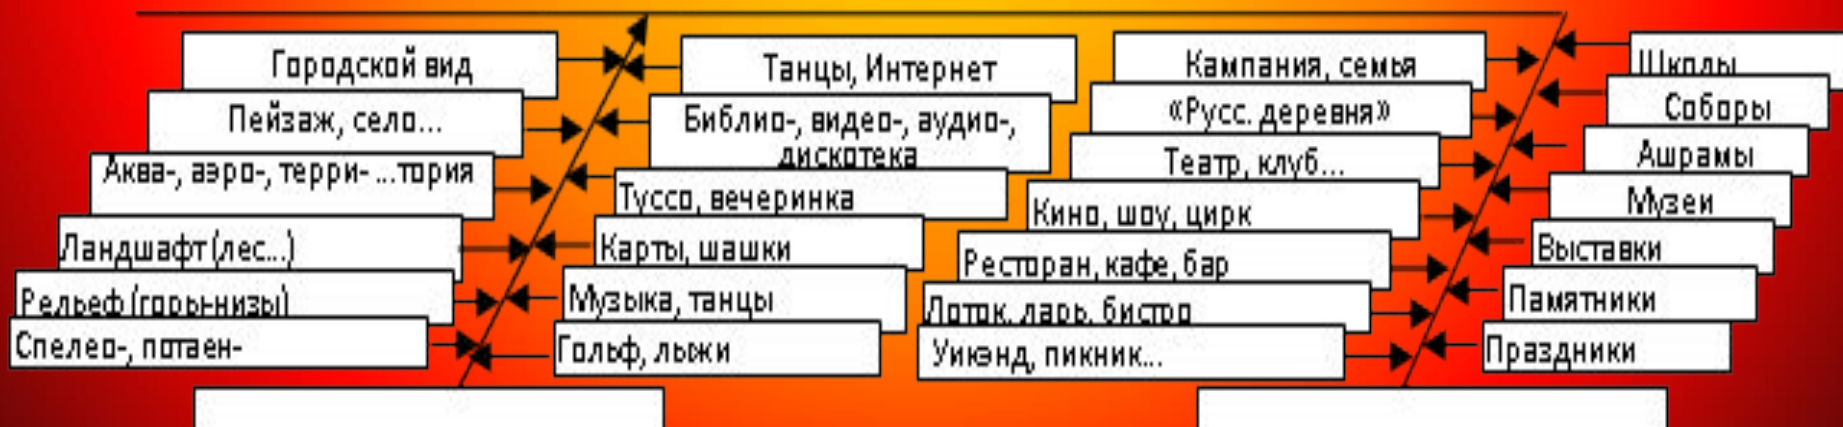 Городской вид
Пейзаж, село...
Аква-, аэро-, терри- ...тория
Ландшафт (лес...)
Рельеф (горы-низы)
Спелео-, потаен-
Танцы, Интернет
Библио-, видео-, аудио-,
дискотека
Туссо, вечеринка
Карты, шашки
Музыка, танцы
Гольф, лыжи
Кампания, семья
«Русс. деревня»
Театр, клуб...
Кино, шоу, цирк
Ресторан, кафе, бар
Лоток, ларь, бистро
Уикэнд, пикник...
Школы
Соборы
Ашрамы
Музеи
Выставки
Памятники
Праздники